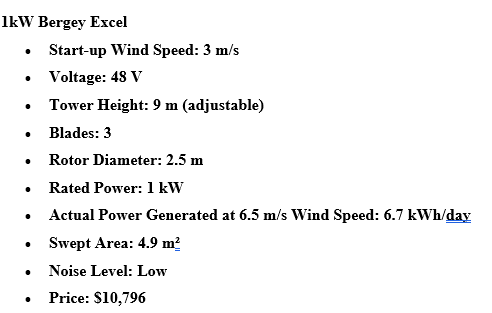 1kW Bergey Excel
• Start-up Wind Speed: 3 m/s
• Voltage: 48 V
• Tower Height: 9 m (adjustable)
• Blades: 3
• Rotor Diameter: 2.5 m
• Rated Power: 1 kW
• Actual Power Generated at 6.5 m/s Wind Speed: 6.7 kWh/day
• Swept Area: 4.9 m²
• Noise Level: Low
• Price: $10,796